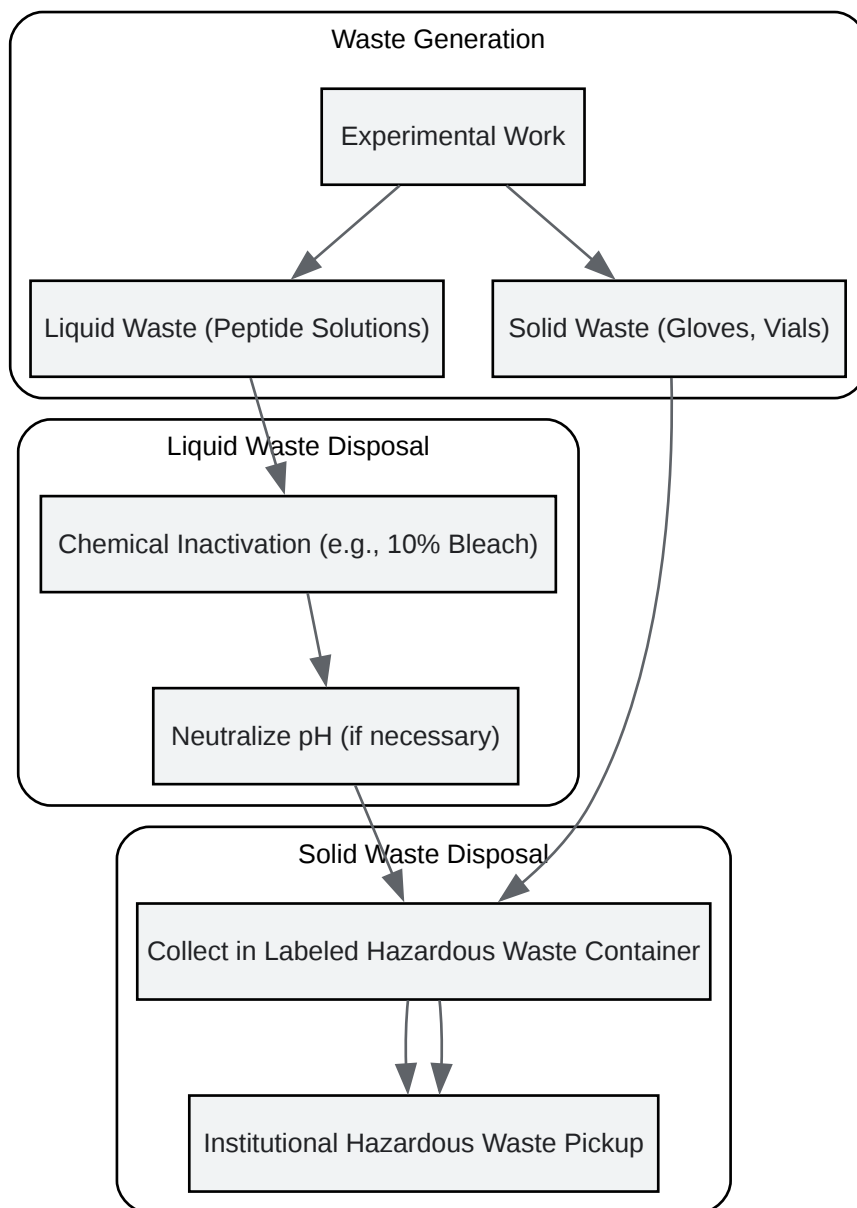 Waste Generation
Experimental Work
Liquid Waste (Peptide Solutions)
Solid Waste (Gloves, Vials)
Liquid Waste Disposal
Chemical Inactivation (e.g., 10% Bleach)
Neutralize pH (if necessary)
Solid Waste Disposal
Collect in Labeled Hazardous Waste Container
Institutional Hazardous Waste Pickup